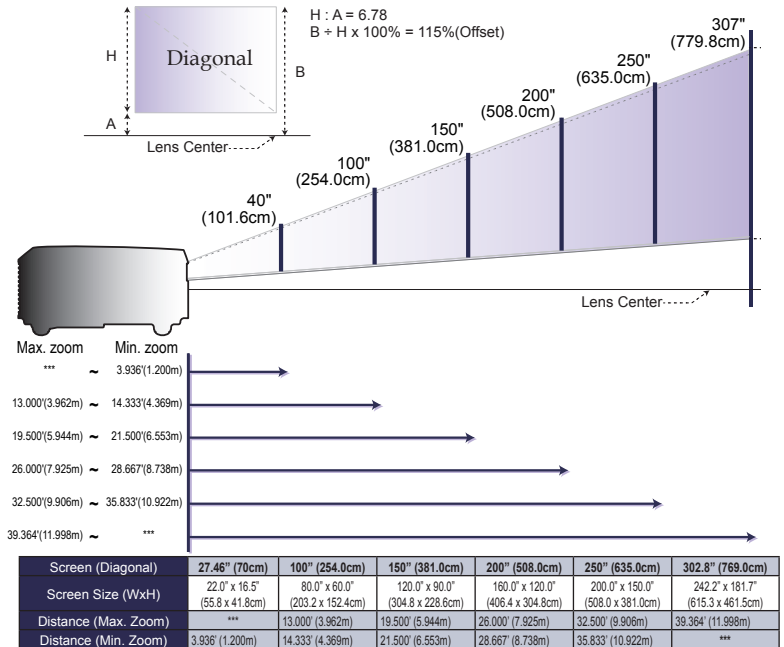 H : A = 6.78
B ÷ H x 100% = 115%(Offset)
H
Diagonal
B
A
Lens Center
40"
(101.6cm)
100"
(254.0cm)
150"
(381.0cm)
200"
(508.0cm)
250"
(635.0cm)
307"
(779.8cm)
Lens Center
Max. zoom Min. zoom
*** ~ 3.936'(1.200m)
13.000'(3.962m) ~ 14.333'(4.369m)
19.500'(5.944m) ~ 21.500'(6.553m)
26.000'(7.925m) ~ 28.667'(8.738m)
32.500'(9.906m) ~ 35.833'(10.922m)
39.364'(11.998m) ~ ***
Screen (Diagonal) 27.46” (70cm) 100” (254.0cm) 150” (381.0cm) 200” (508.0cm) 250” (635.0cm) 302.8” (769.0cm)
Screen Size (WxH) 22.0” x 16.5” 80.0” x 60.0” 120.0” x 90.0” 160.0” x 120.0” 200.0” x 150.0” 242.2” x 181.7”
(55.8 x 41.8cm) (203.2 x 152.4cm) (304.8 x 228.6cm) (406.4 x 304.8cm) (508.0 x 381.0cm) (615.3 x 461.5cm)
Distance (Max. Zoom) *** 13.000’ (3.962m) 19.500’ (5.944m) 26.000’ (7.925m) 32.500’ (9.906m) 39.364’ (11.998m)
Distance (Min. Zoom) 3.936’ (1.200m) 14.333’ (4.369m) 21.500’ (6.553m) 28.667’ (8.738m) 35.833’ (10.922m) ***